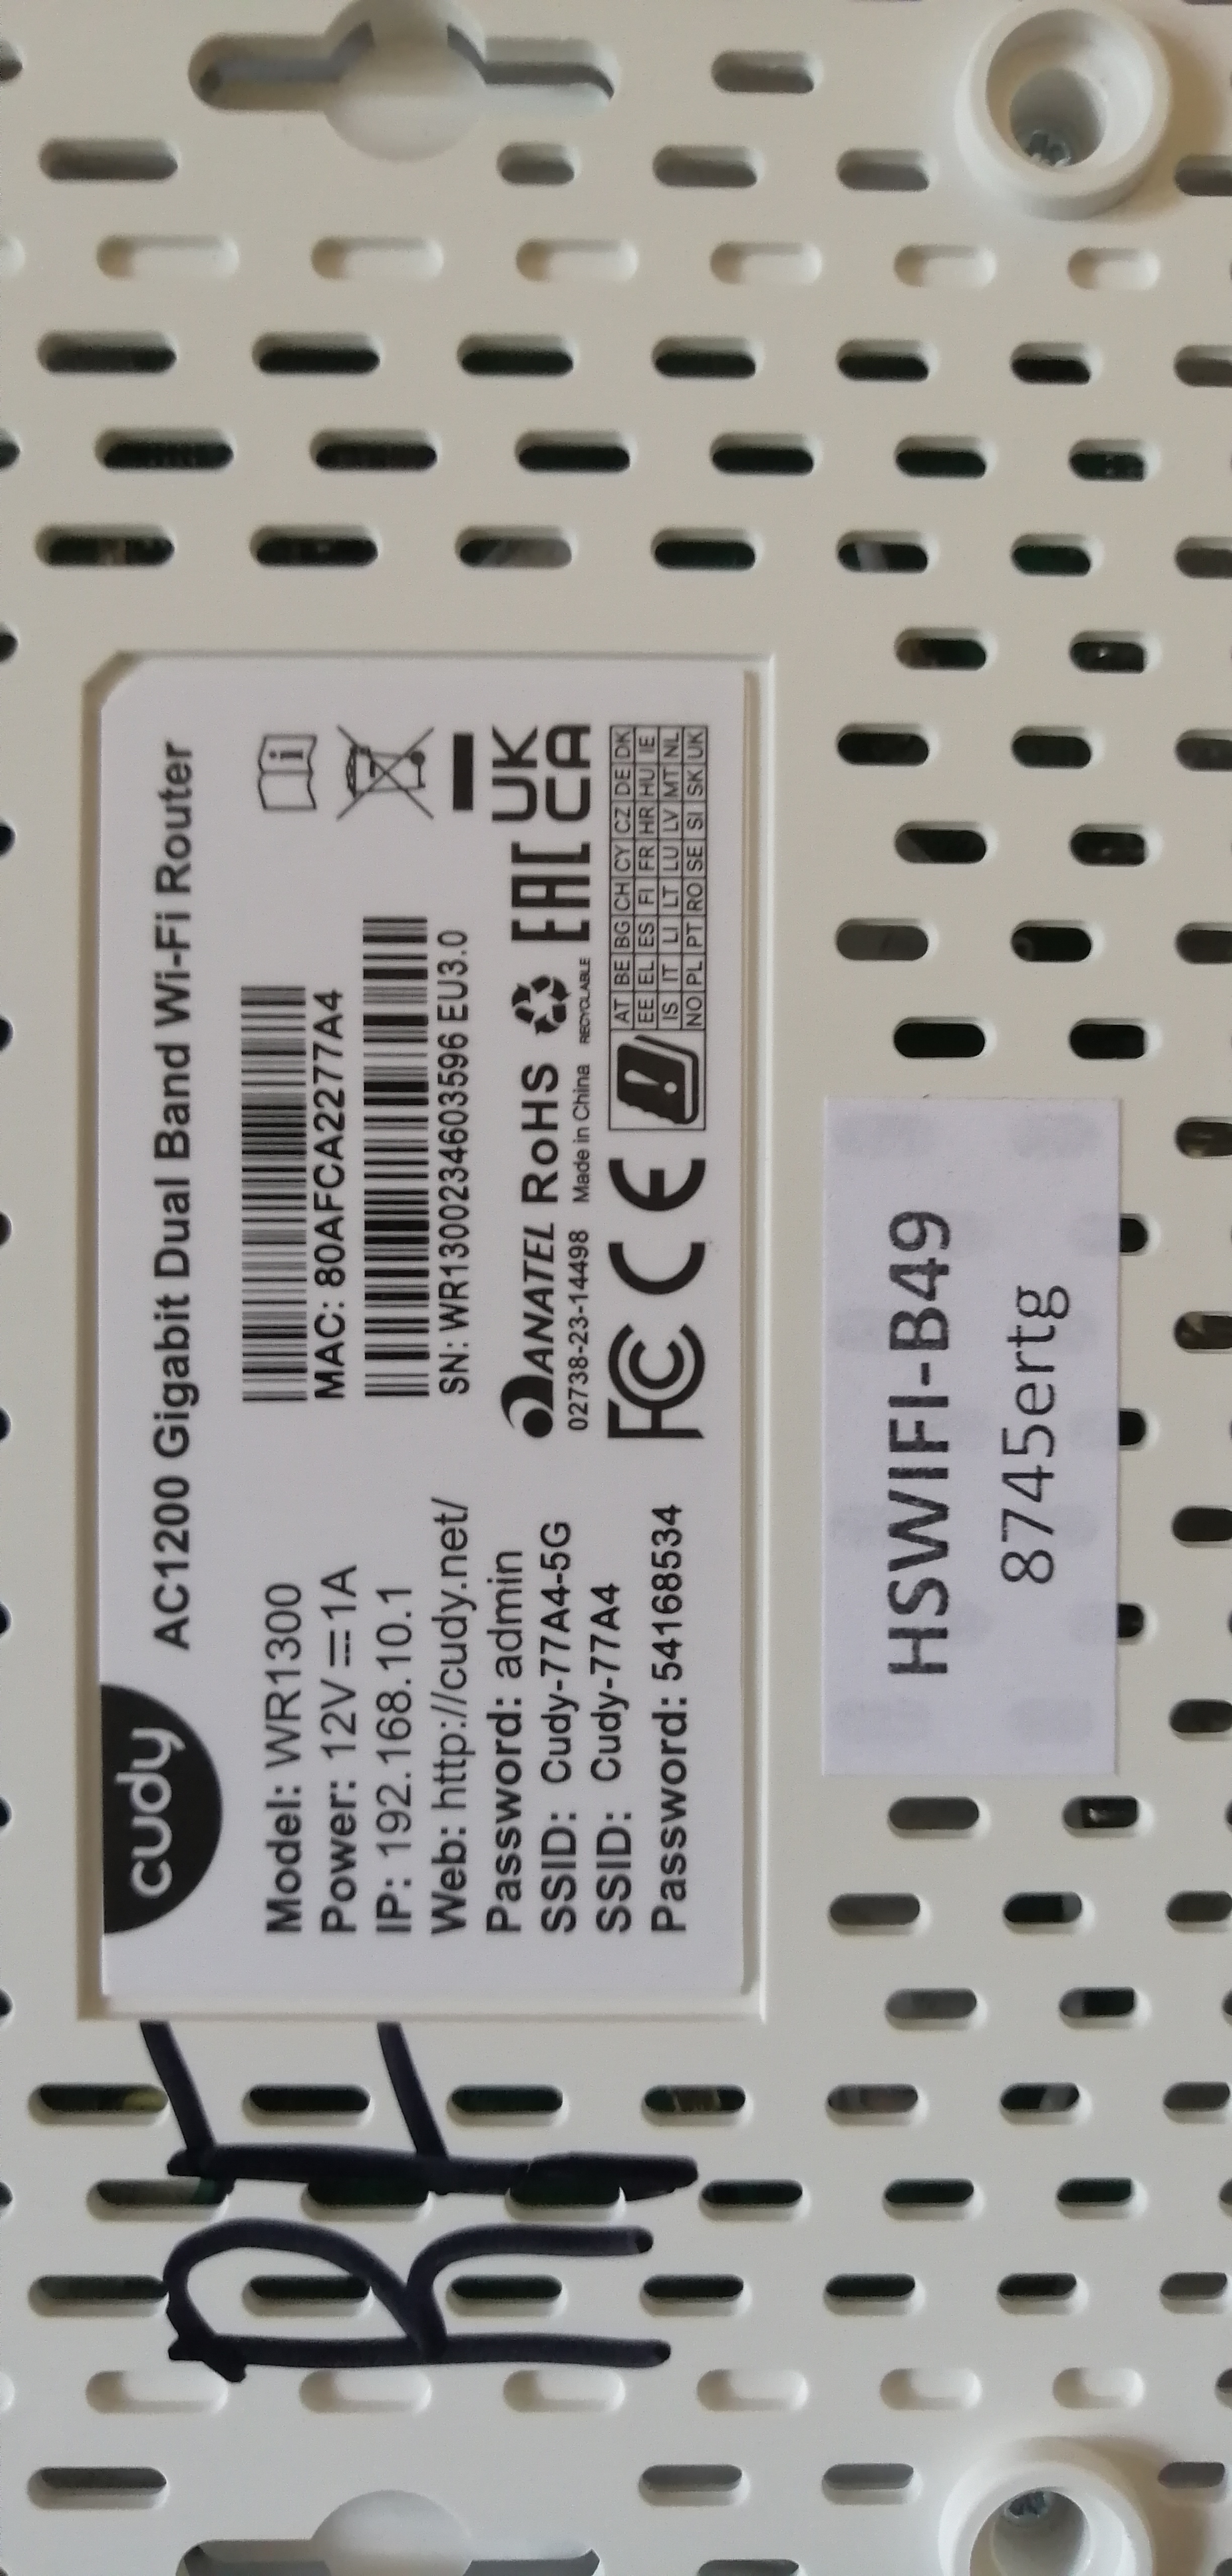 cudy
AC1200 Gigabit Dual Band Wi-Fi Router
Model: WR1300
Power: 12V⎓1A
IP: 192.168.10.1
Web: http://cudy.net/
Password: admin
SSID: Cudy-77A4-5G
SSID: Cudy-77A4
Password: 54168534
MAC: 80AFCA2277A4
SN: WR1300234603596 EU3.0
ANATEL RoHS
02738-23-14498 Made in China RECYCLABLE
EAC
UK
CA
FC CE
AT BE BG CH CY CZ DE DK
EE EL ES FI FR HR HU IE
IS IT LI LT LU LV MT NL
NO PL PT RO SE SI SK UK
HSWIFI-B49
8745ertg
RF